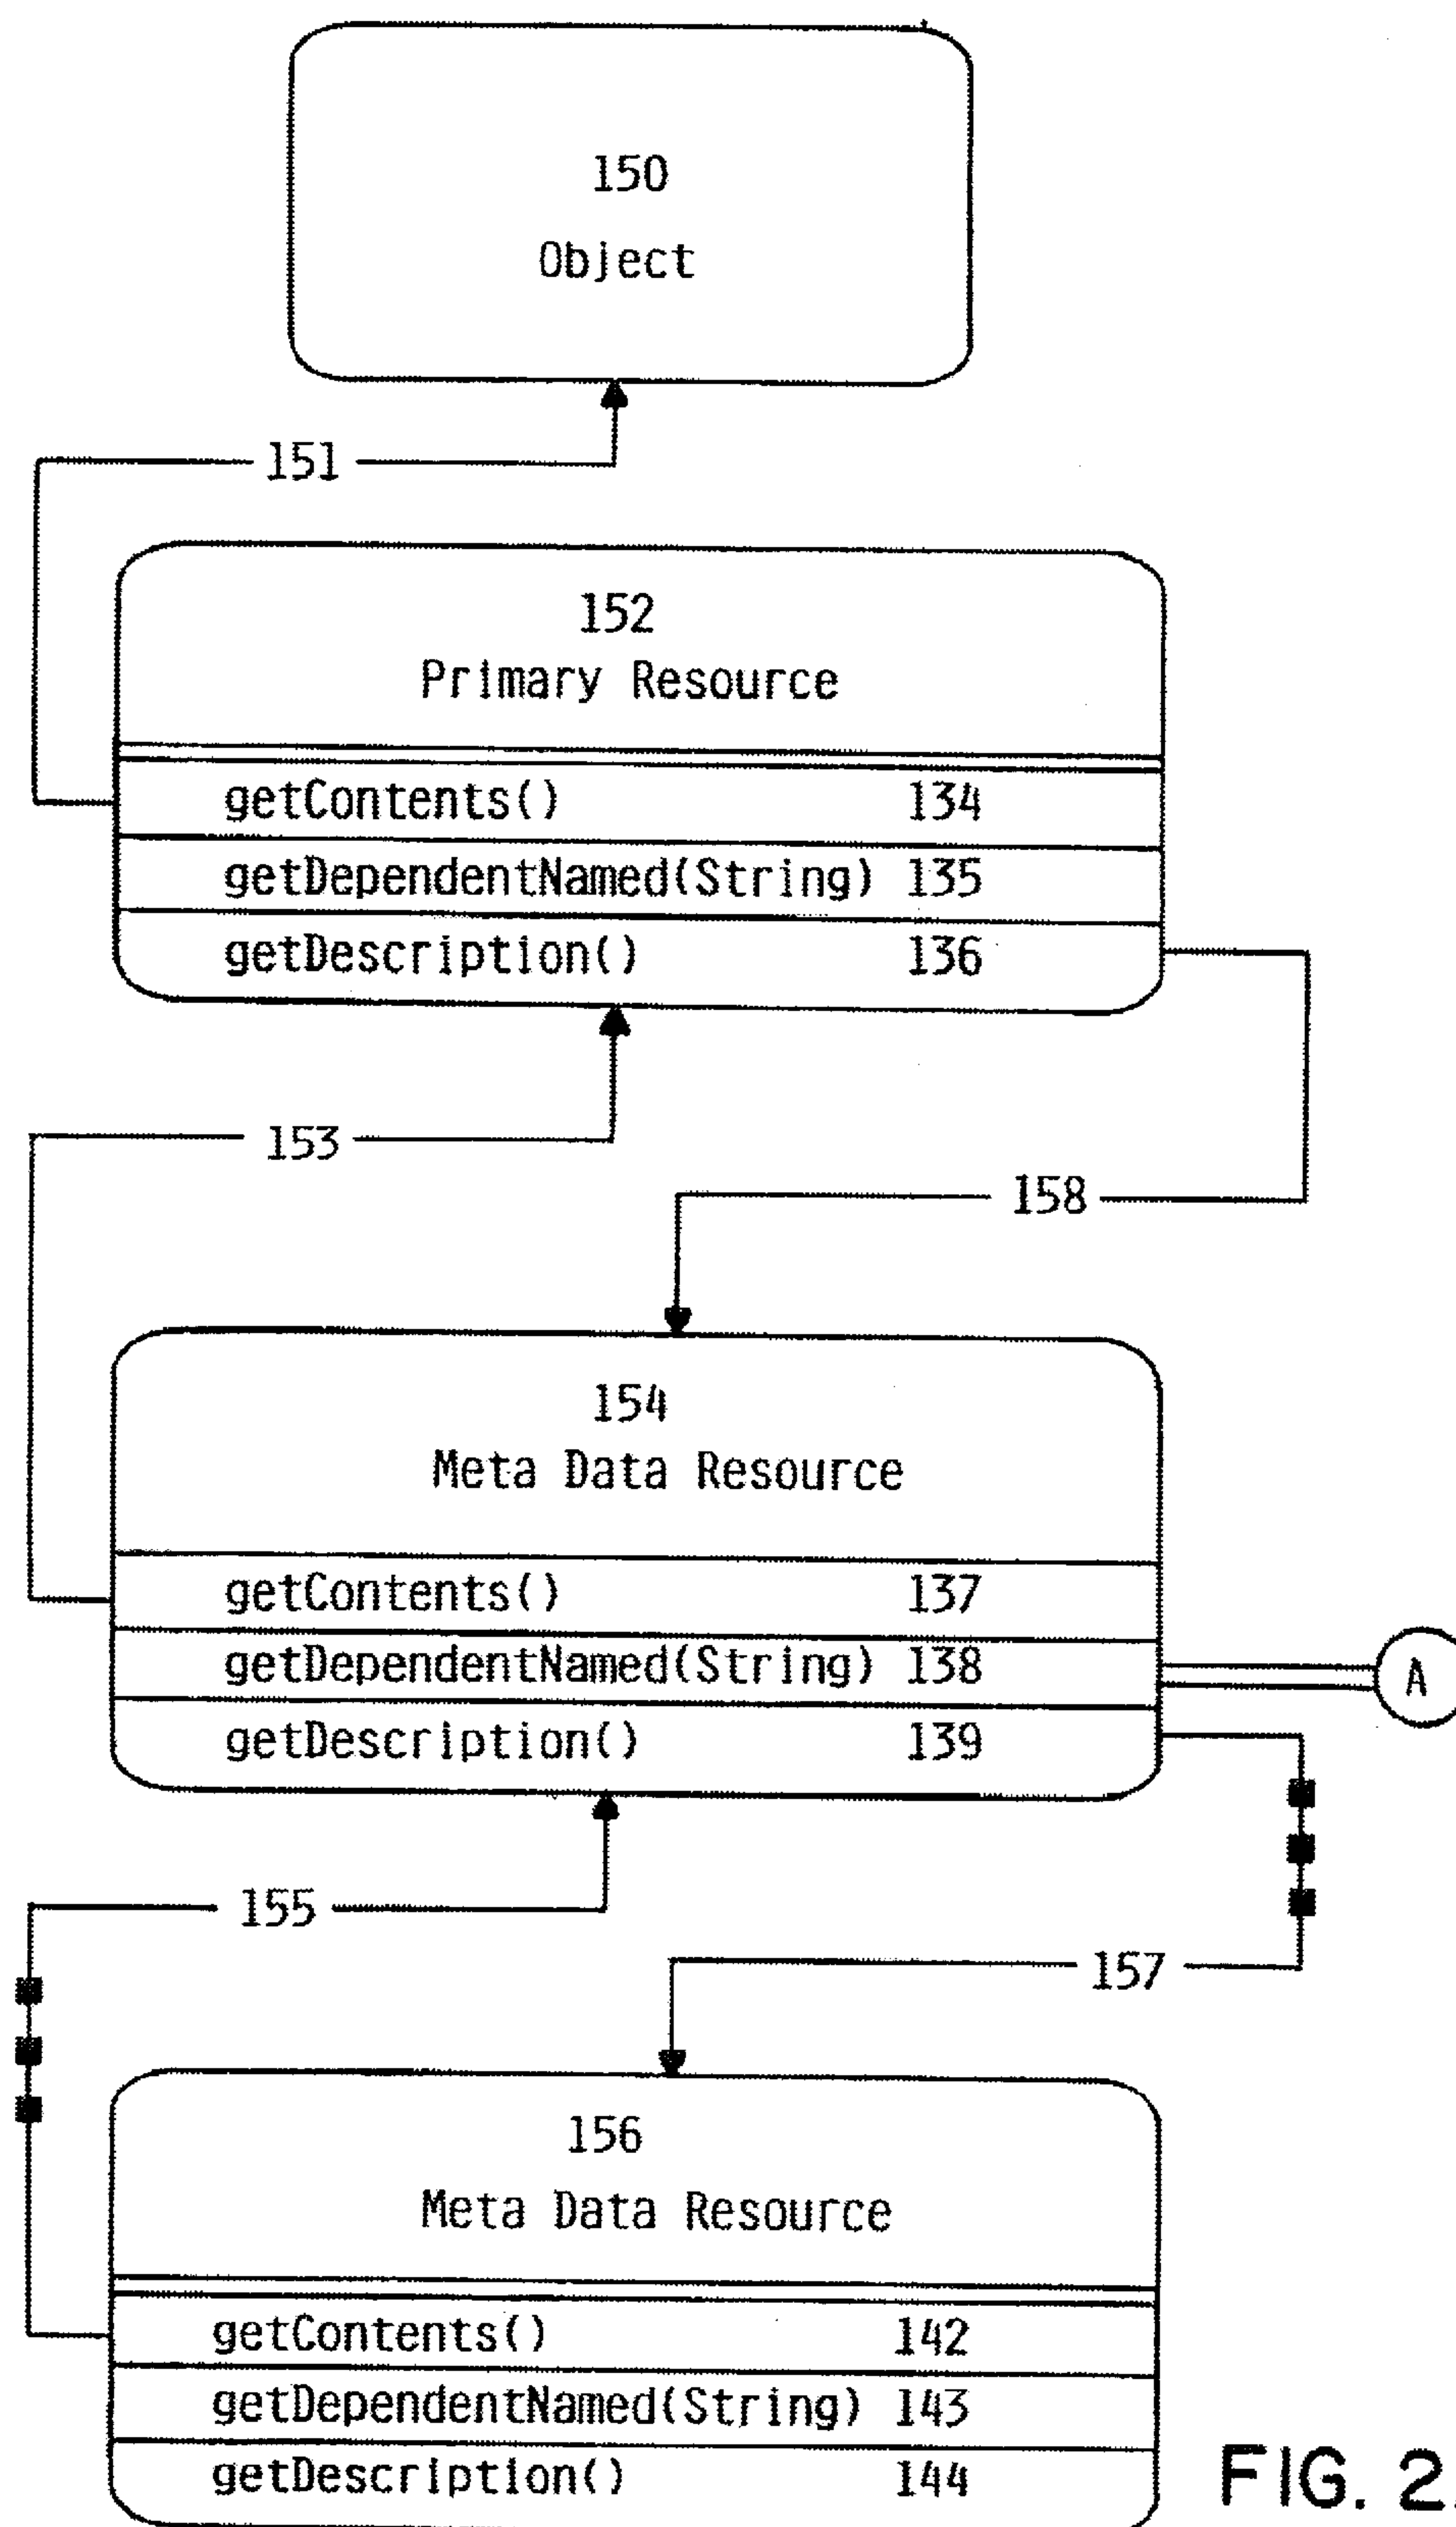 150
Object
151
152
Primary Resource
getContents() 134
getDependentNamed(String) 135
getDescription() 136
153
158
154
Meta Data Resource
getContents() 137
getDependentNamed(String) 138
A
getDescription() 139
155
157
156
Meta Data Resource
getContents() 142
getDependentNamed(String) 143
getDescription() 144
FIG. 2